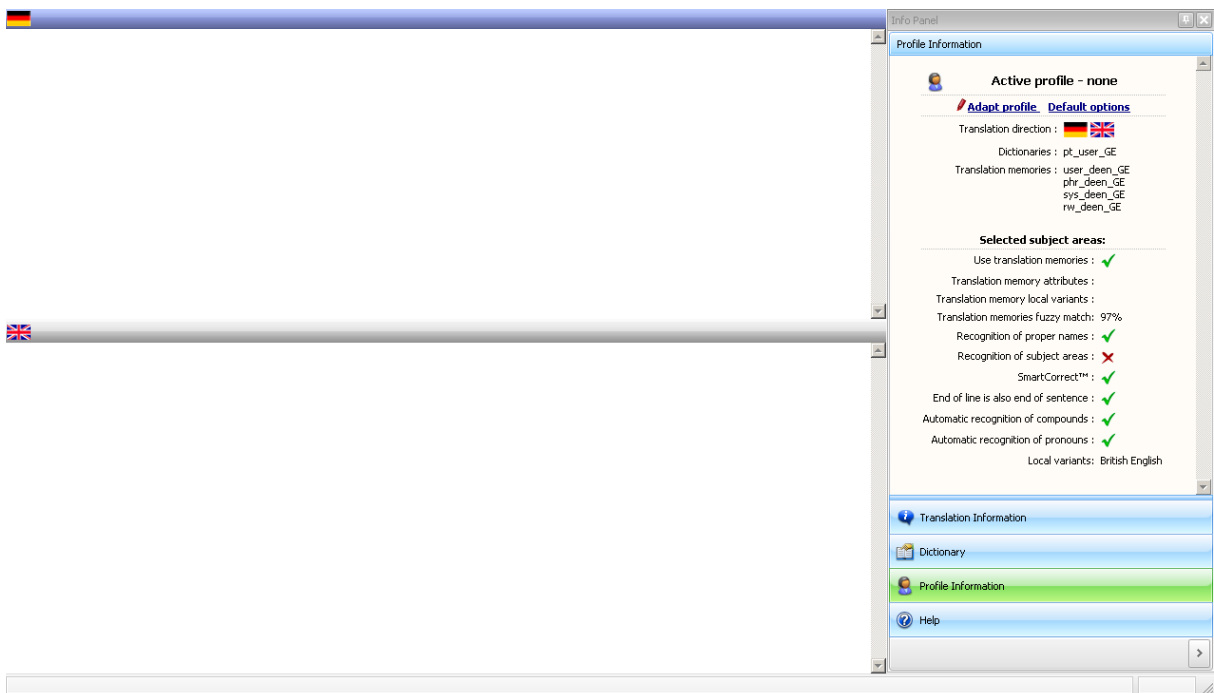 Info Panel
Profile Information
Active profile - none
Adapt profile Default options
Translation direction :
Dictionaries : pt_user_GE
Translation memories : user_deen_GE
phr_deen_GE
sys_deen_GE
rw_deen_GE
Selected subject areas:
Use translation memories :
Translation memory attributes :
Translation memory local variants :
Translation memories fuzzy match: 97%
Recognition of proper names :
Recognition of subject areas :
SmartCorrect™ :
End of line is also end of sentence :
Automatic recognition of compounds :
Automatic recognition of pronouns :
Local variants: British English
Translation Information
Dictionary
Profile Information
Help